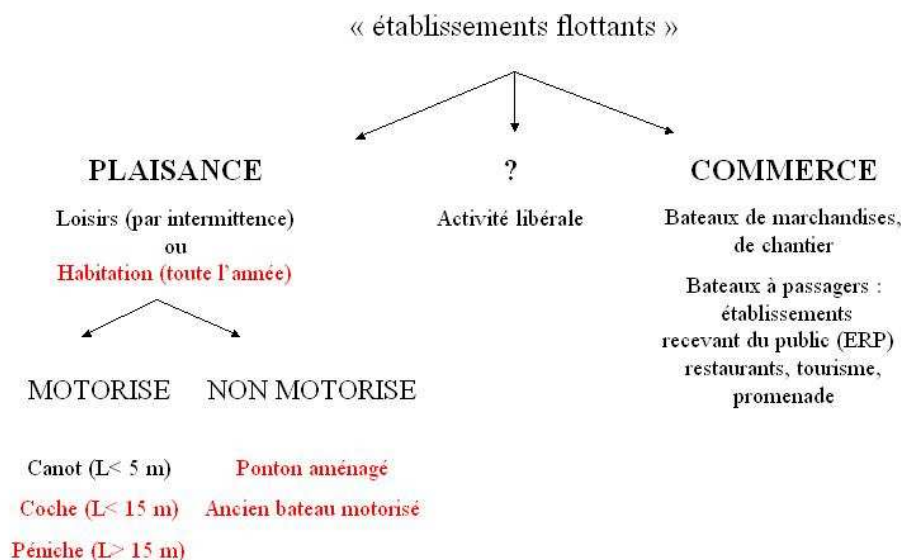 « établissements flottants »
PLAISANCE
Loisirs (par intermittence)
ou
Habitation (toute l'année)
?
Activité libérale
COMMERCE
Bateaux de marchandises,
de chantier
Bateaux à passagers :
établissements
recevant du public (ERP)
restaurants, tourisme,
promenade
MOTORISE
NON MOTORISE
Canot (L< 5 m)
Coche (L< 15 m)
Péniche (L> 15 m)
Ponton aménagé
Ancien bateau motorisé